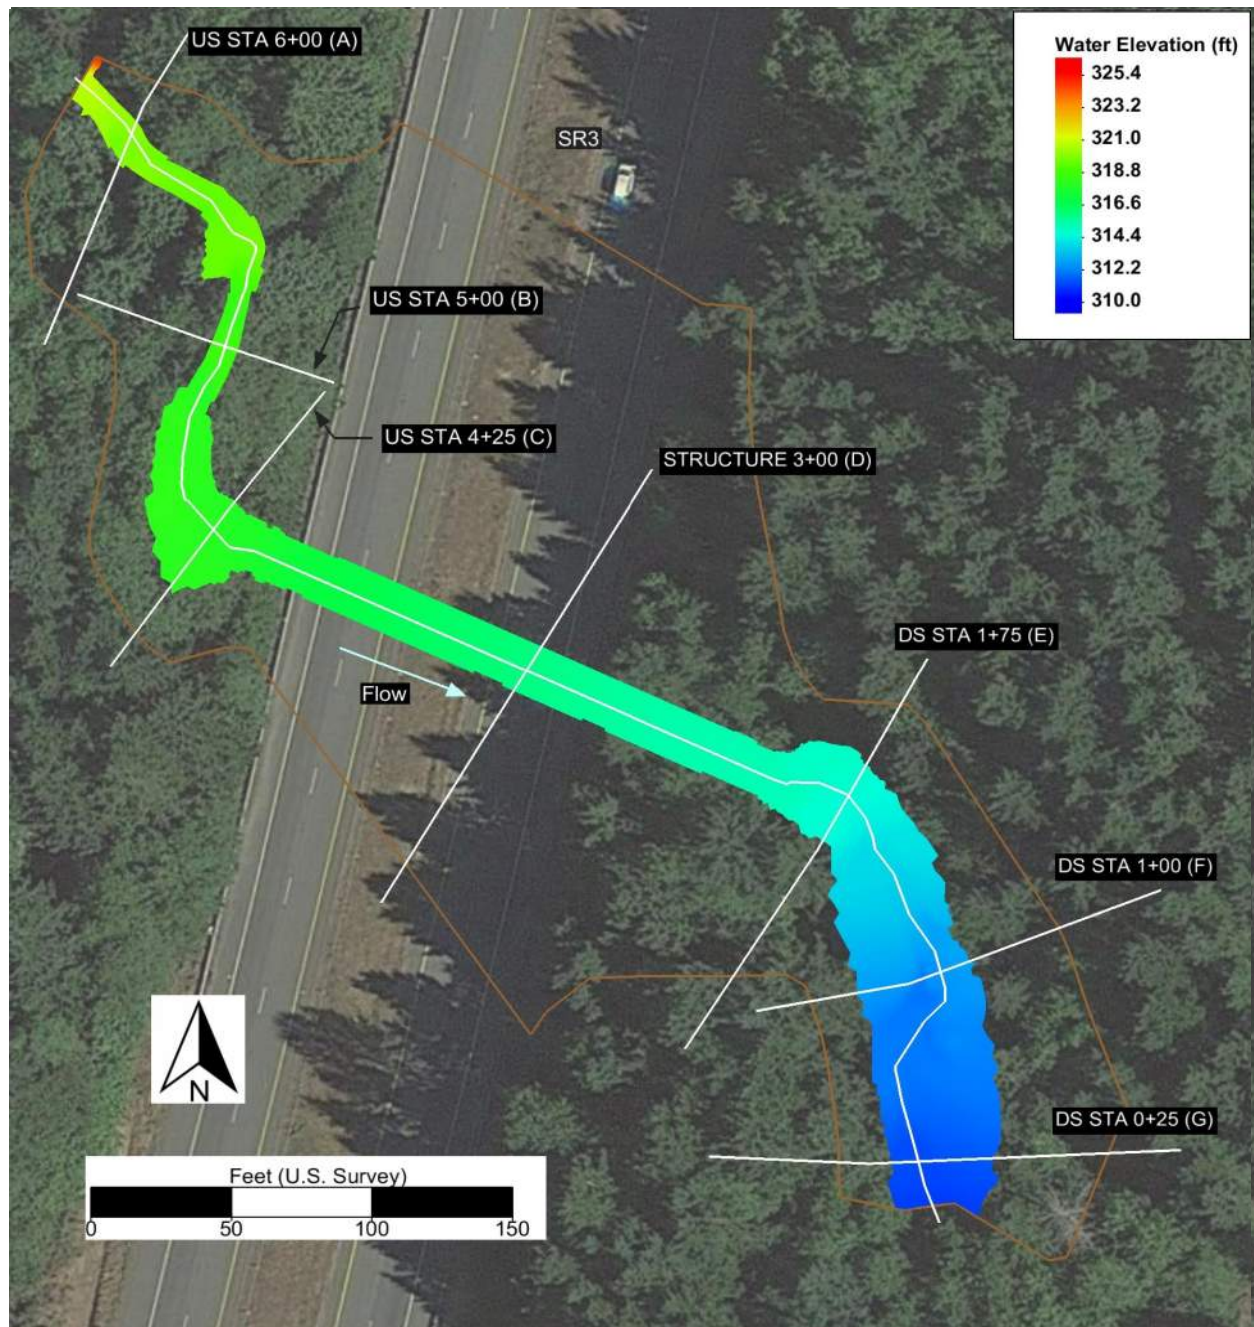 US STA 6+00 (A)
Water Elevation (ft)
325.4
323.2
321.0
318.8
316.6
314.4
312.2
310.0
SR3
US STA 5+00 (B)
US STA 4+25 (C)
STRUCTURE 3+00 (D)
DS STA 1+75 (E)
Flow
DS STA 1+00 (F)
N
DS STA 0+25 (G)
Feet (U.S. Survey)
0 50 100 150